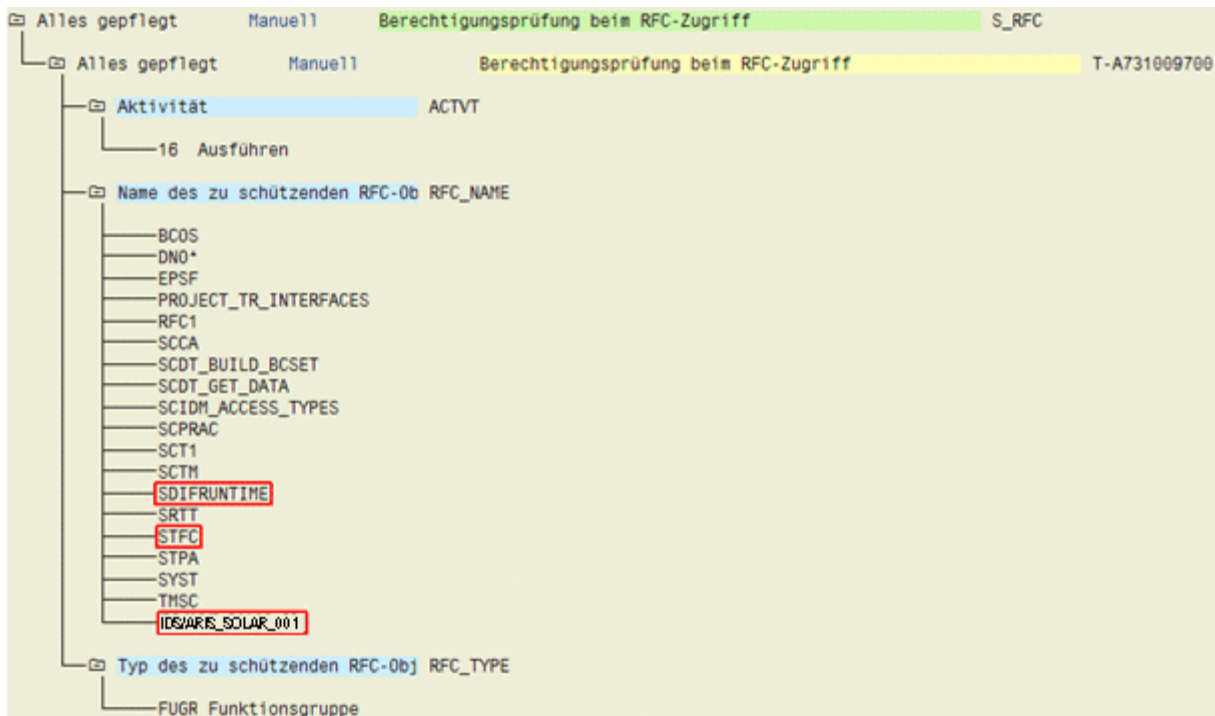 Alles gepflegt Manuell Berechtigungsprüfung beim RFC-Zugriff S_RFC
Alles gepflegt Manuell Berechtigungsprüfung beim RFC-Zugriff T-A731009700
Aktivität ACTVT
16 Ausführen
Name des zu schützenden RFC-Ob RFC_NAME
BCOS
DNO*
EPSF
PROJECT_TR_INTERFACES
RFC1
SCCA
SCDT_BUILD_BCSET
SCDT_GET_DATA
SCIDM_ACCESS_TYPES
SCPRAC
SCT1
SCTM
SDIFRUNTIME
SRTT
STFC
STPA
SYST
TMSC
IDS/ARIS_SOLAR_001
Typ des zu schützenden RFC-Obj RFC_TYPE
FUGR Funktionsgruppe